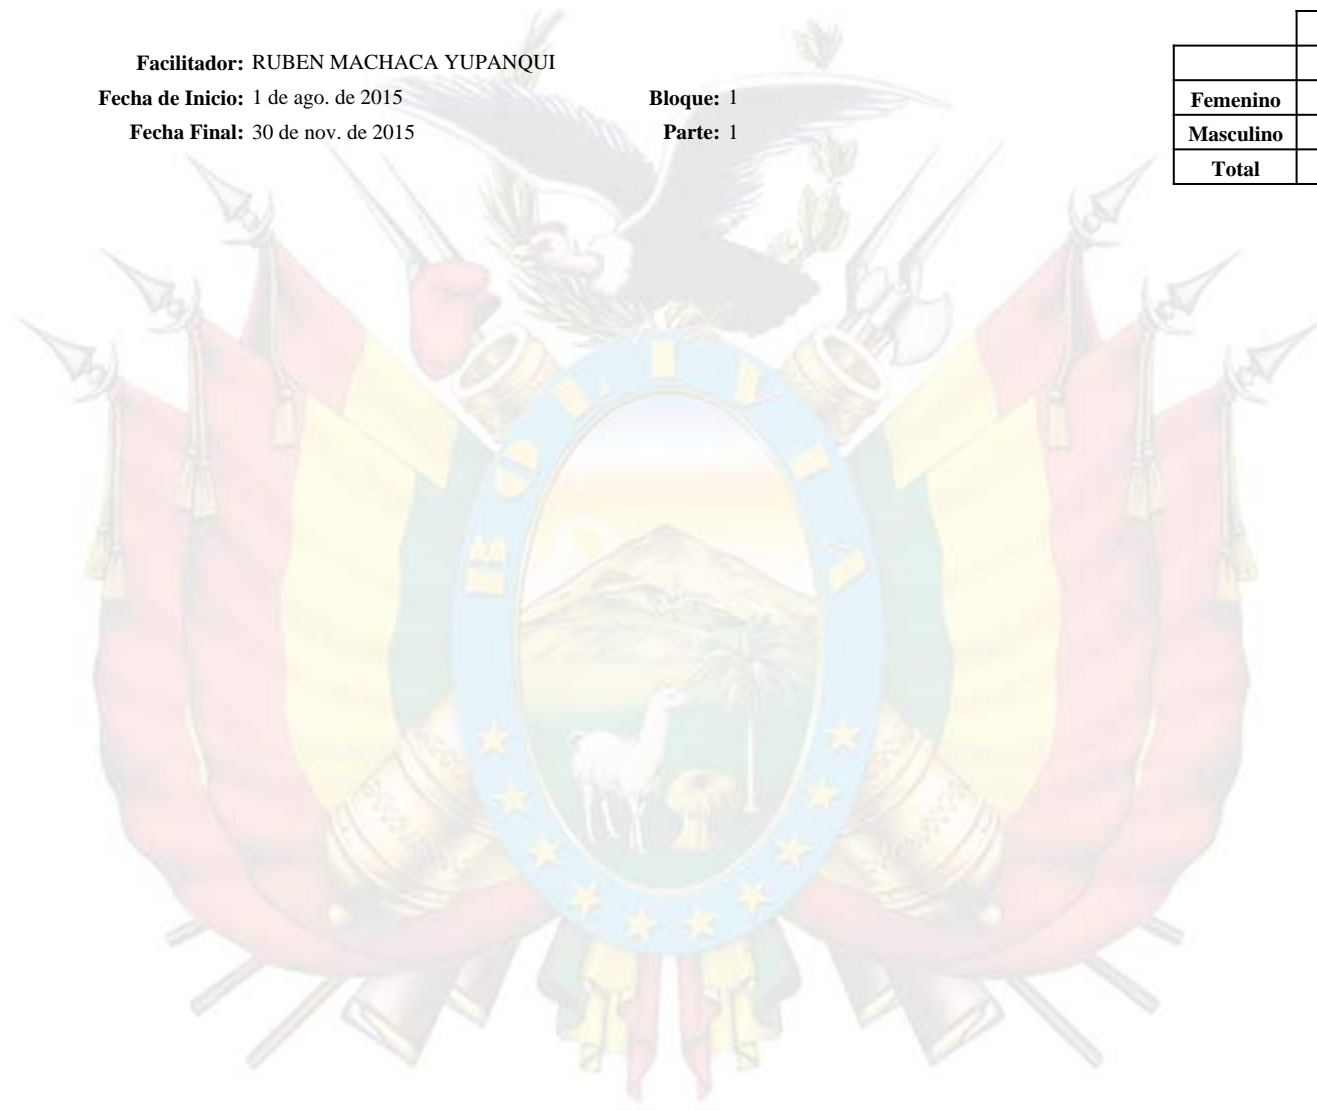 Facilitador: RUBEN MACHACA YUPANQUI
Fecha de Inicio: 1 de ago. de 2015 Bloque: 1
Fecha Final: 30 de nov. de 2015 Parte: 1
Femenino
Masculino
Total
BOLIVIA